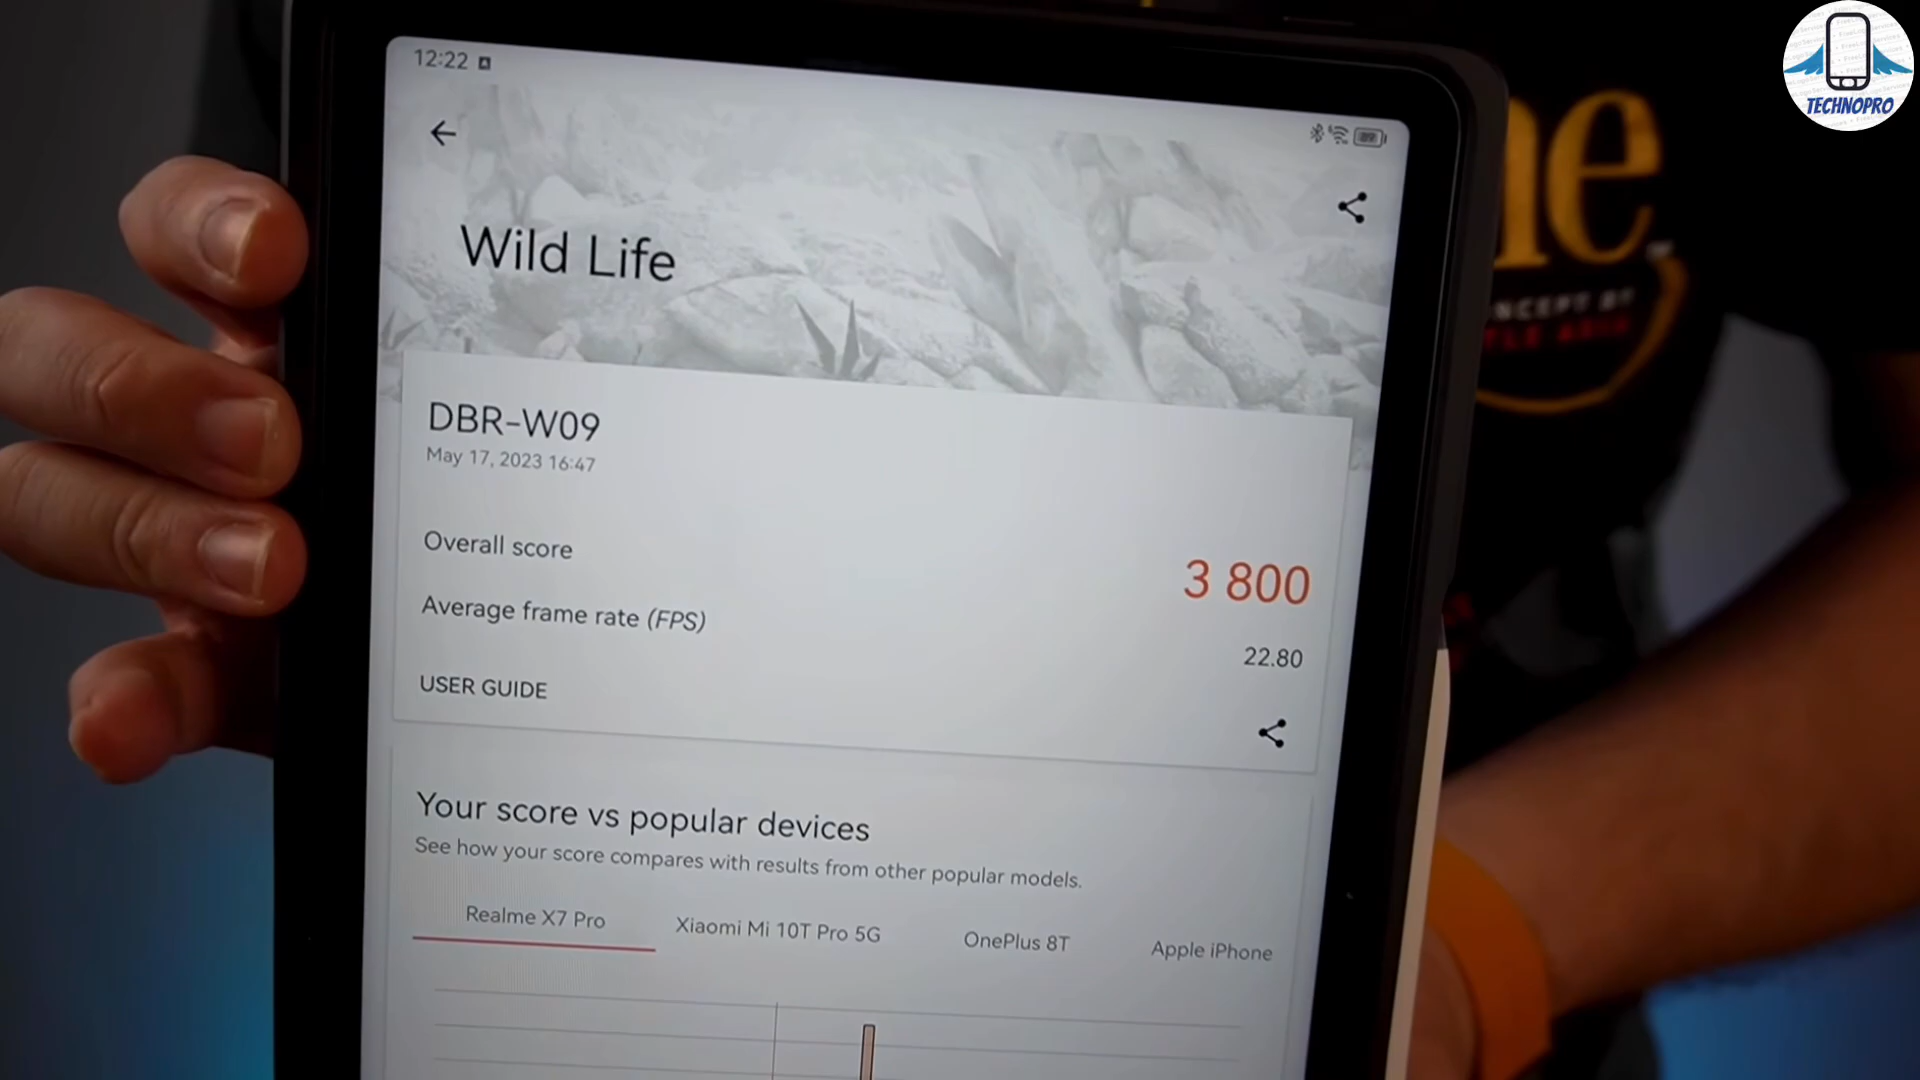 TECHNOPRO
12:22
Wild Life
DBR-W09
May 17, 2023 16:47
Overall score
3 800
Average frame rate (FPS)
22.80
USER GUIDE
Your score vs popular devices
See how your score compares with results from other popular models.
Realme X7 Pro
Xiaomi Mi 10T Pro 5G
OnePlus 8T
Apple iPhone